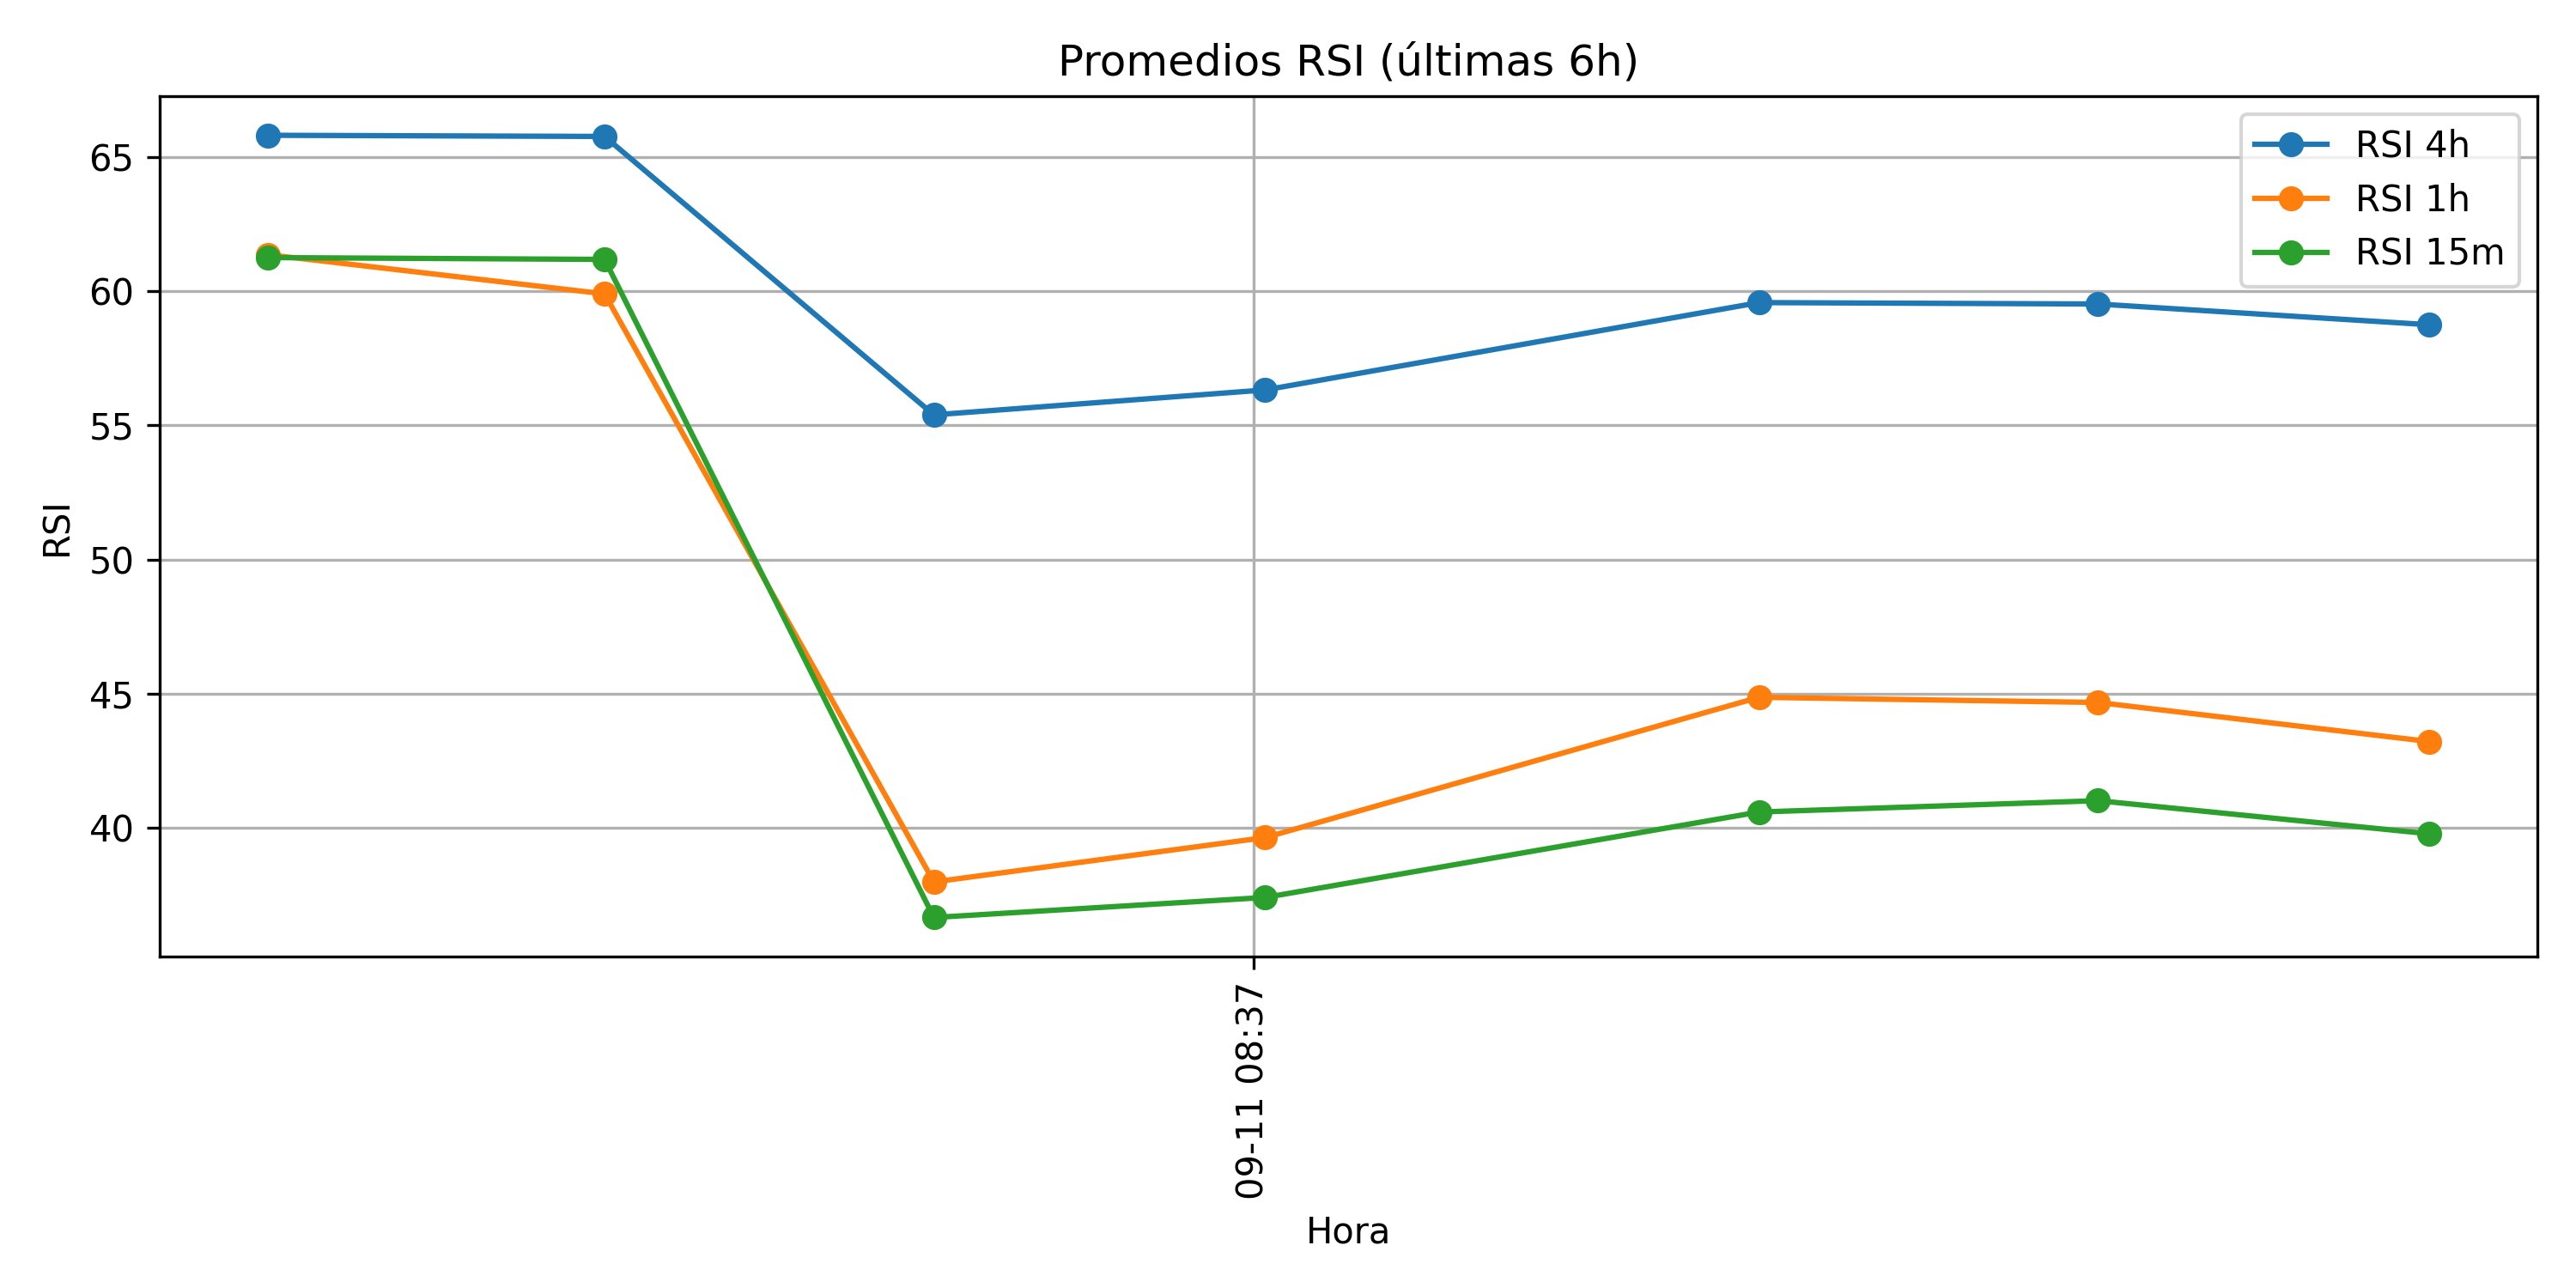 Promedios RSI (últimas 6h)
RSI 4h
RSI 1h
RSI 15m
65
60
55
50
45
40
RSI
09-11 08:37
Hora